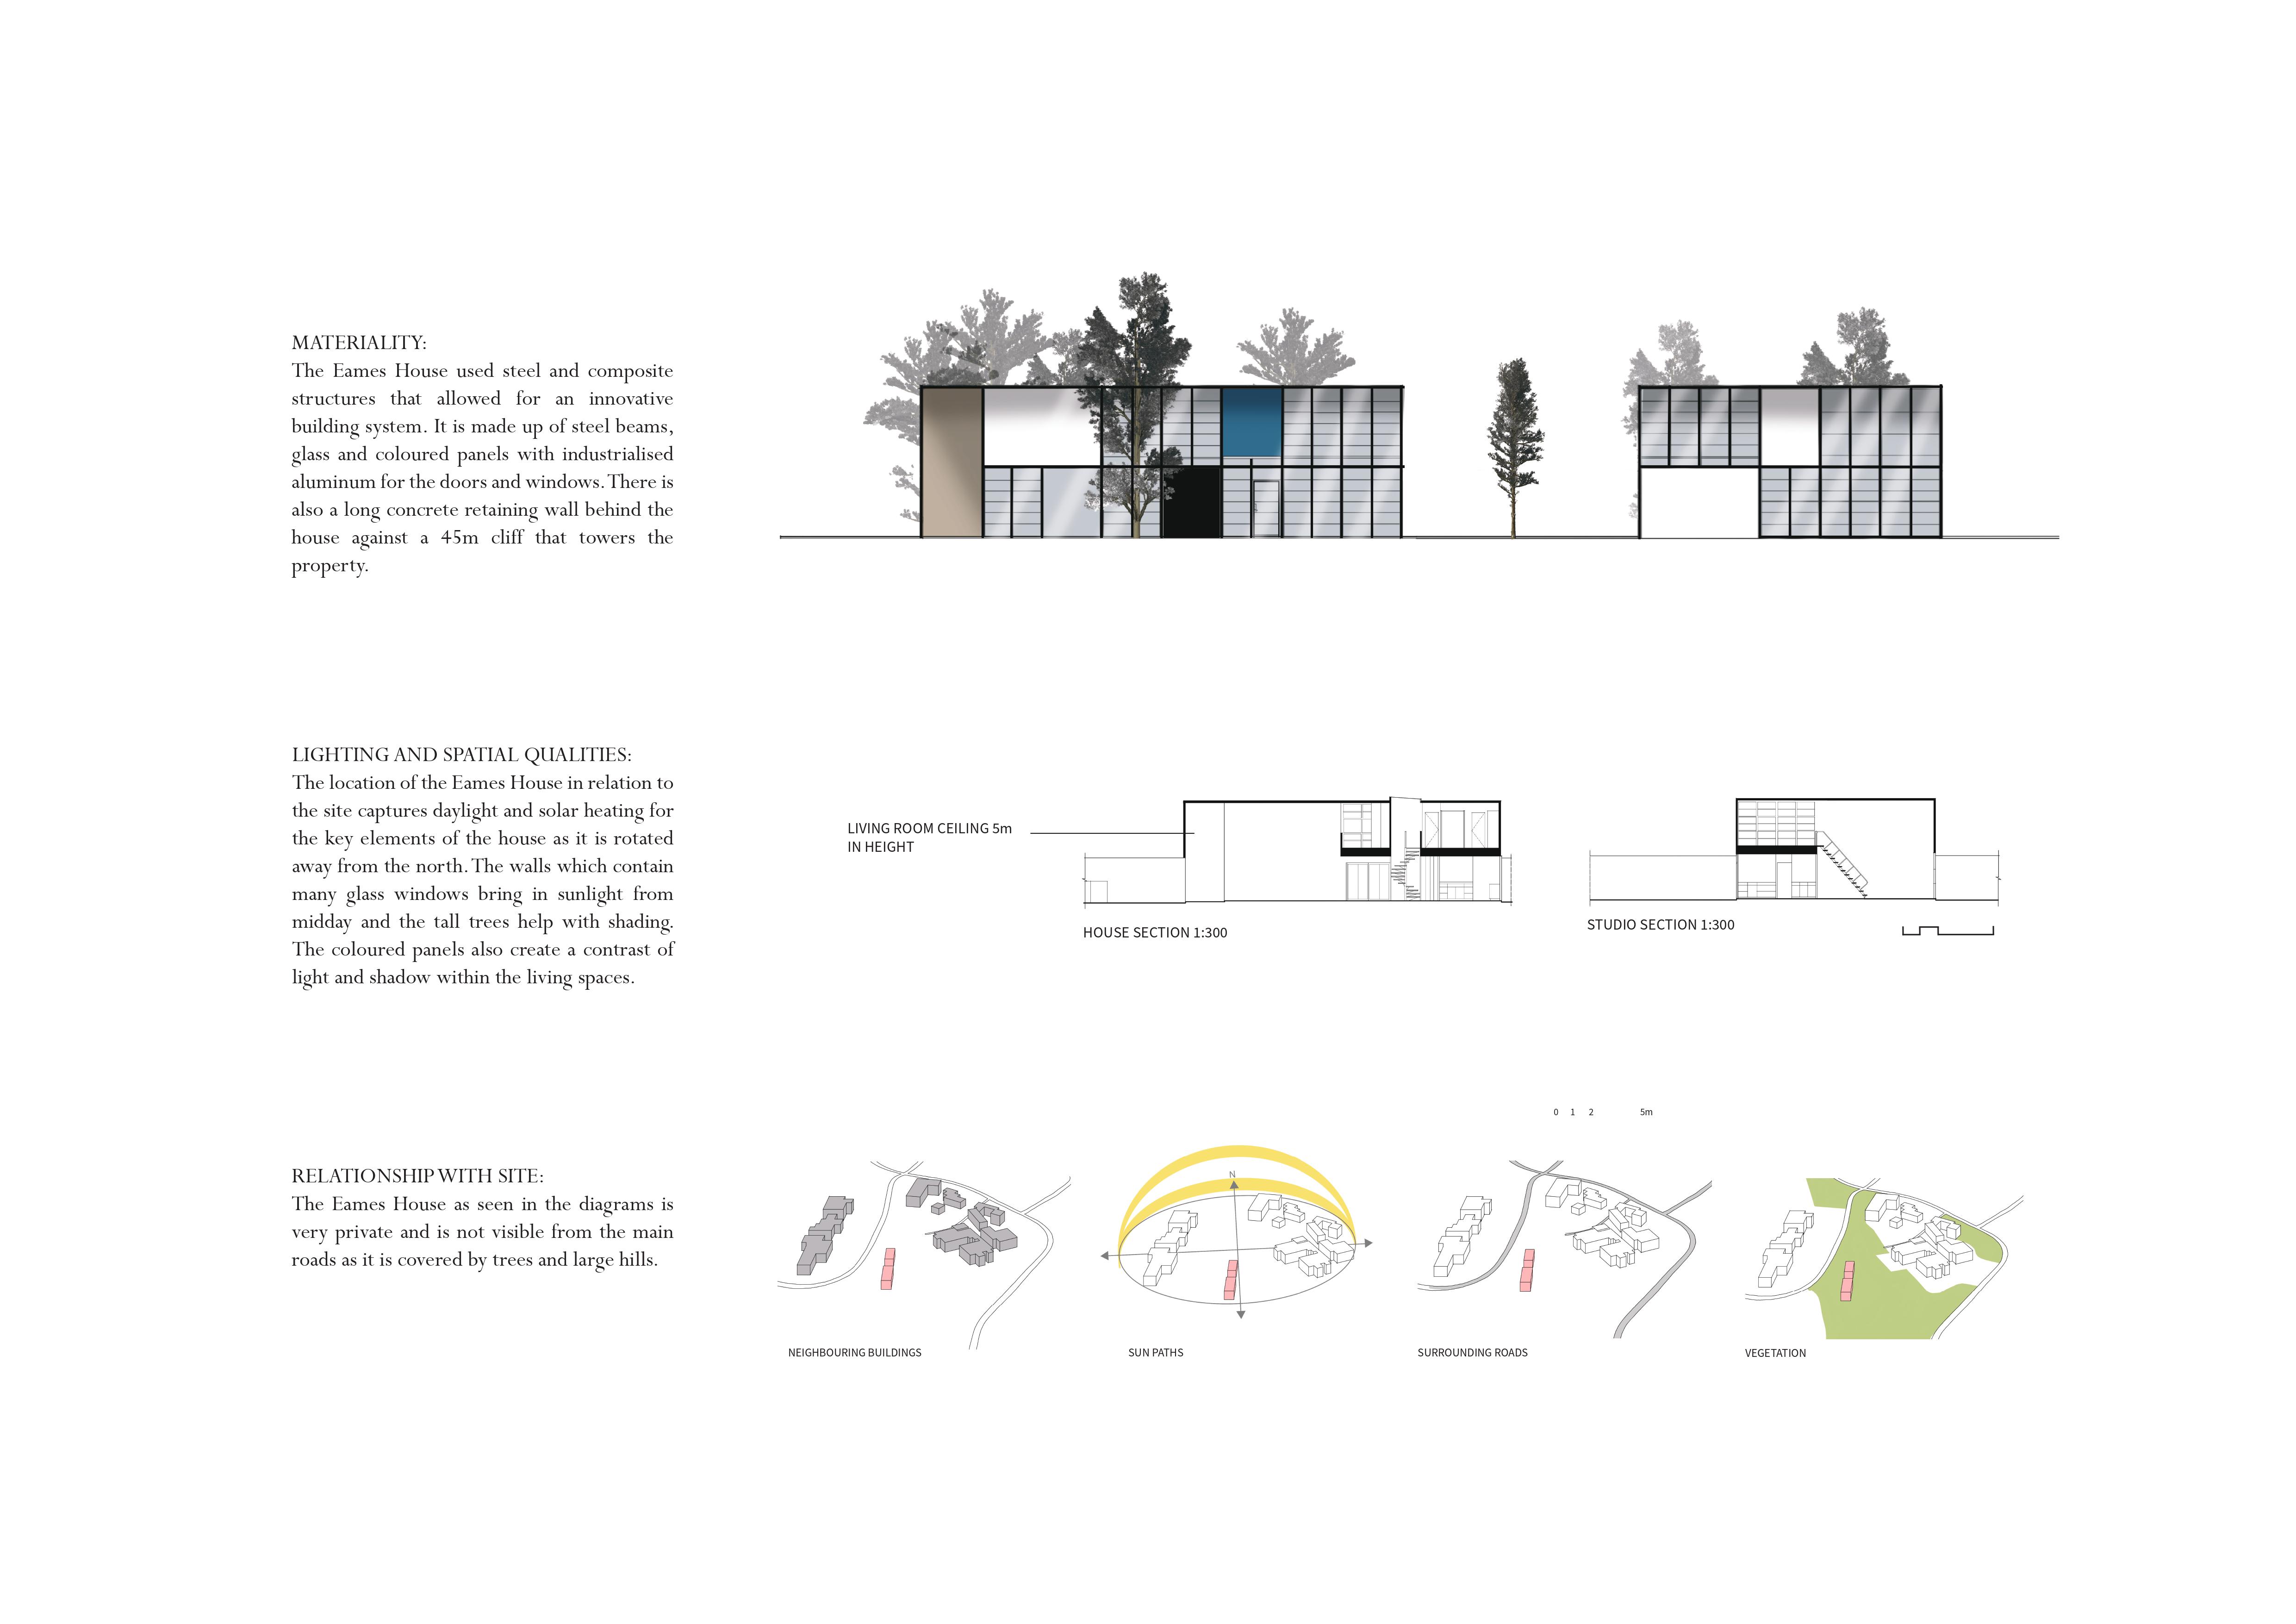 MATERIALITY:
The Eames House used steel and composite
structures that allowed for an innovative
building system. It is made up of steel beams,
glass and coloured panels with industrialised
aluminum for the doors and windows. There is
also a long concrete retaining wall behind the
house against a 45m cliff that towers the
property.
LIGHTING AND SPATIAL QUALITIES:
The location of the Eames House in relation to
the site captures daylight and solar heating for
the key elements of the house as it is rotated
away from the north. The walls which contain
many glass windows bring in sunlight from
midday and the tall trees help with shading.
The coloured panels also create a contrast of
light and shadow within the living spaces.
LIVING ROOM CEILING 5m
IN HEIGHT
HOUSE SECTION 1:300
STUDIO SECTION 1:300
0 1 2 5m
RELATIONSHIP WITH SITE:
The Eames House as seen in the diagrams is
very private and is not visible from the main
roads as it is covered by trees and large hills.
N
NEIGHBOURING BUILDINGS
SUN PATHS
SURROUNDING ROADS
VEGETATION